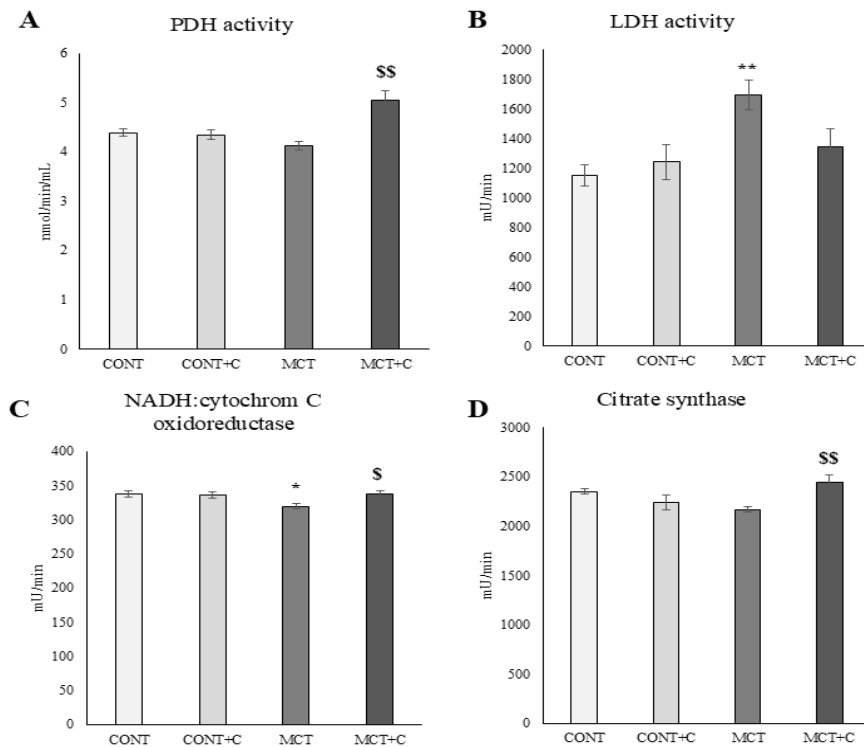 A
PDH activity
6
5
4
3
2
1
0
nmol/min/mL
$$
CONT
CONT+C
MCT
MCT+C
B
LDH activity
2000
1800
1600
1400
1200
1000
800
600
400
200
0
mU/min
**
CONT
CONT+C
MCT
MCT+C
C
NADH:cytochrom C
oxidoreductase
400
350
300
250
200
150
100
50
0
mU/min
*
$
CONT
CONT+C
MCT
MCT+C
D
Citrate synthase
3000
2500
2000
1500
1000
500
0
mU/min
$$
CONT
CONT+C
MCT
MCT+C